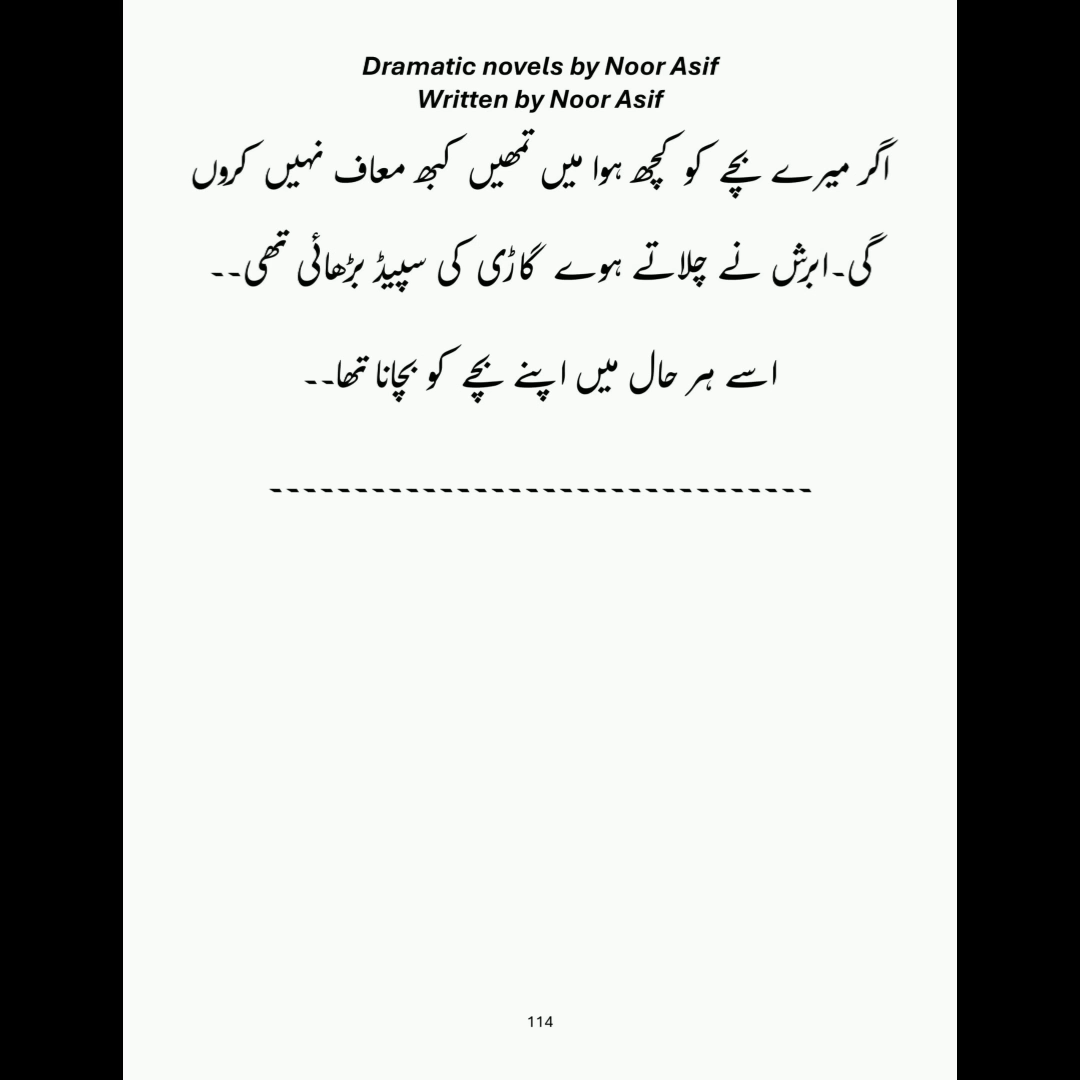 Dramatic novels by Noor Asif
Written by Noor Asif
اگر میرے بچے کو کچھ ہوا میں تمھیں کبھ معاف نہیں کروں
گی۔ابرش نے چلاتے ہوے گاڑی کی سپیڈ بڑھائی تھی۔۔
اسے ہر حال میں اپنے بچے کو بچانا تھا۔۔
۔۔۔۔۔۔۔۔۔۔۔۔۔۔۔۔۔۔۔۔۔۔۔۔۔۔۔۔۔۔۔۔
114